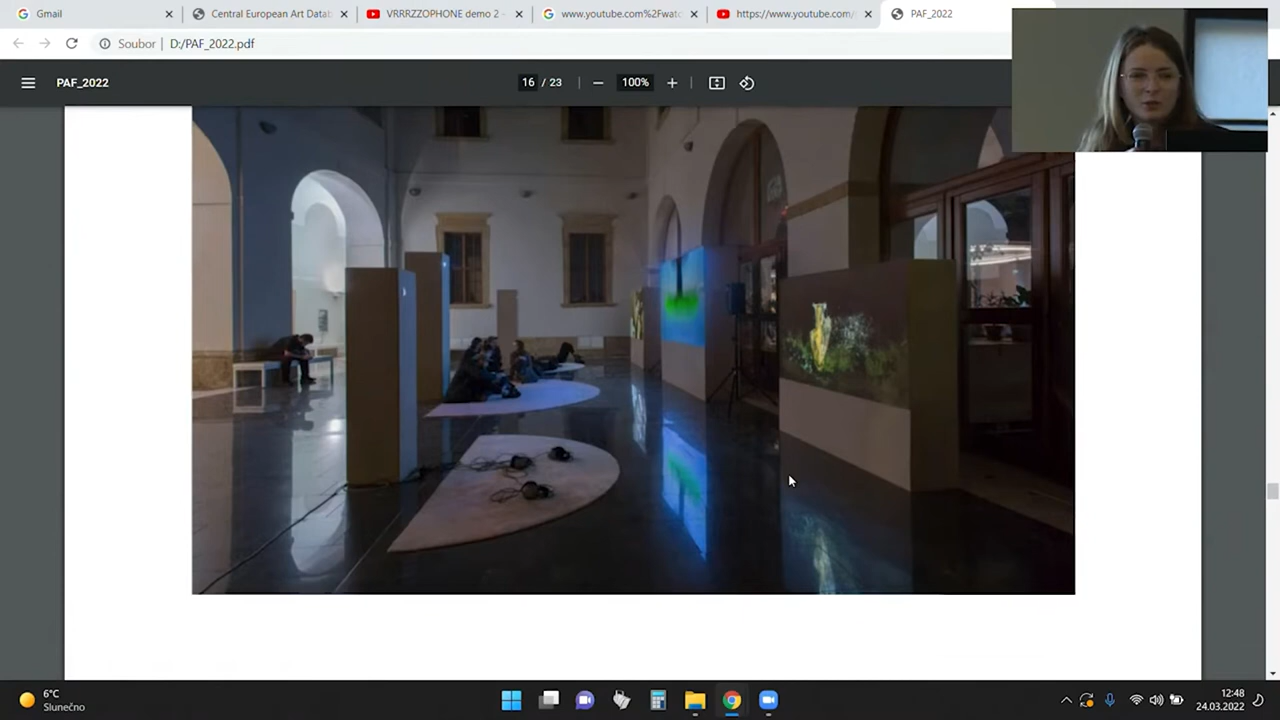 Gmail
Central European Art Datab
VRRRZZOPHONE demo 2 -
www.youtube.com%2Fwatc
https://www.youtube.com/
PAF_2022
Soubor
D:/PAF_2022.pdf
PAF_2022
16 / 23
100%
6°C
Slunečno
12:48
24.03.2022